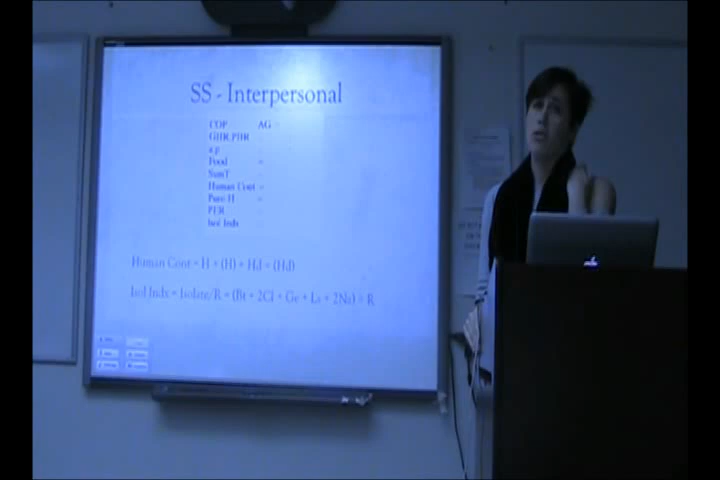 SS - Interpersonal
COP AG -
GHR:PHR -
a:p -
Food =
SumT -
Human Cont =
Pure H =
PER -
Isol Indx
Human Cont = H + (H) + Hd + (Hd)
Isol Indx = Isolate/R = (Bt + 2Cl + Ge + Ls + 2Na) ÷ R